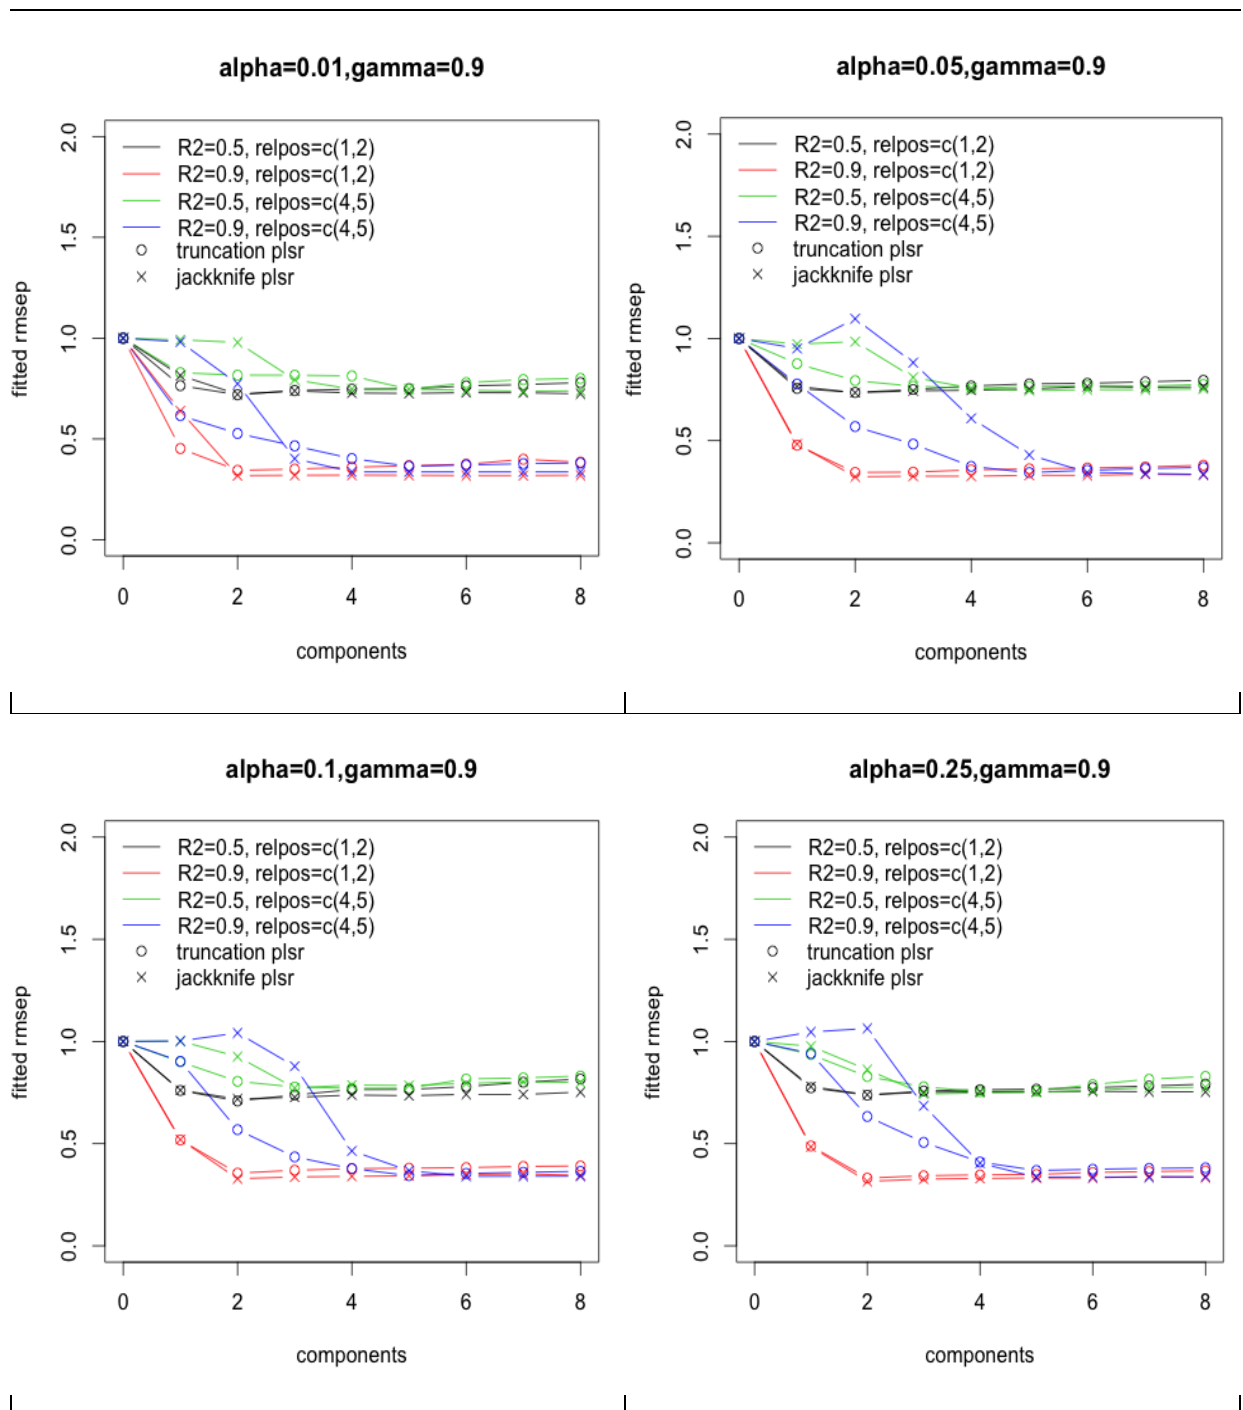 alpha=0.01,gamma=0.9
2.0
1.5
1.0
0.5
0.0
fitted rmsep
R2=0.5, relpos=c(1,2)
R2=0.9, relpos=c(1,2)
R2=0.5, relpos=c(4,5)
R2=0.9, relpos=c(4,5)
truncation plsr
jackknife plsr
0 2 4 6 8
components
alpha=0.05,gamma=0.9
2.0
1.5
1.0
0.5
0.0
fitted rmsep
R2=0.5, relpos=c(1,2)
R2=0.9, relpos=c(1,2)
R2=0.5, relpos=c(4,5)
R2=0.9, relpos=c(4,5)
truncation plsr
jackknife plsr
0 2 4 6 8
components
alpha=0.1,gamma=0.9
2.0
1.5
1.0
0.5
0.0
fitted rmsep
R2=0.5, relpos=c(1,2)
R2=0.9, relpos=c(1,2)
R2=0.5, relpos=c(4,5)
R2=0.9, relpos=c(4,5)
truncation plsr
jackknife plsr
0 2 4 6 8
components
alpha=0.25,gamma=0.9
2.0
1.5
1.0
0.5
0.0
fitted rmsep
R2=0.5, relpos=c(1,2)
R2=0.9, relpos=c(1,2)
R2=0.5, relpos=c(4,5)
R2=0.9, relpos=c(4,5)
truncation plsr
jackknife plsr
0 2 4 6 8
components